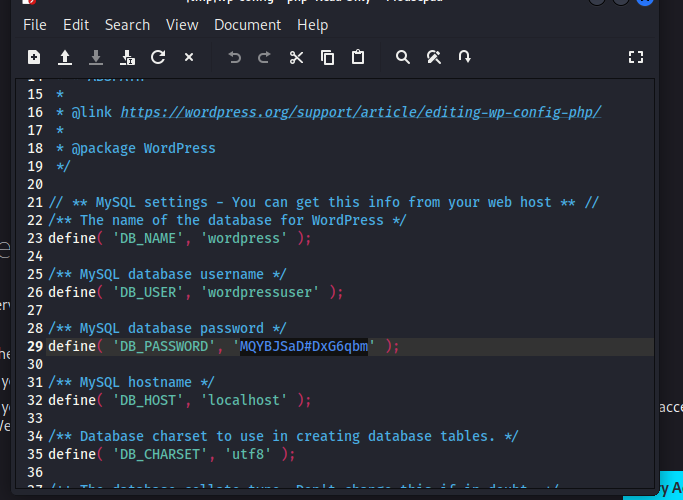 File Edit Search View Document Help
15 *
16 * @link https://wordpress.org/support/article/editing-wp-config-php/
17 *
18 * @package WordPress
19 */
20
21 // ** MySQL settings - You can get this info from your web host ** //
22 /** The name of the database for WordPress */
23 define( 'DB_NAME', 'wordpress' );
24
25 /** MySQL database username */
26 define( 'DB_USER', 'wordpressuser' );
27
28 /** MySQL database password */
29 define( 'DB_PASSWORD', 'MQYBJSaD#DxG6qbm' );
30
31 /** MySQL hostname */
32 define( 'DB_HOST', 'localhost' );
33
34 /** Database charset to use in creating database tables. */
35 define( 'DB_CHARSET', 'utf8' );
36